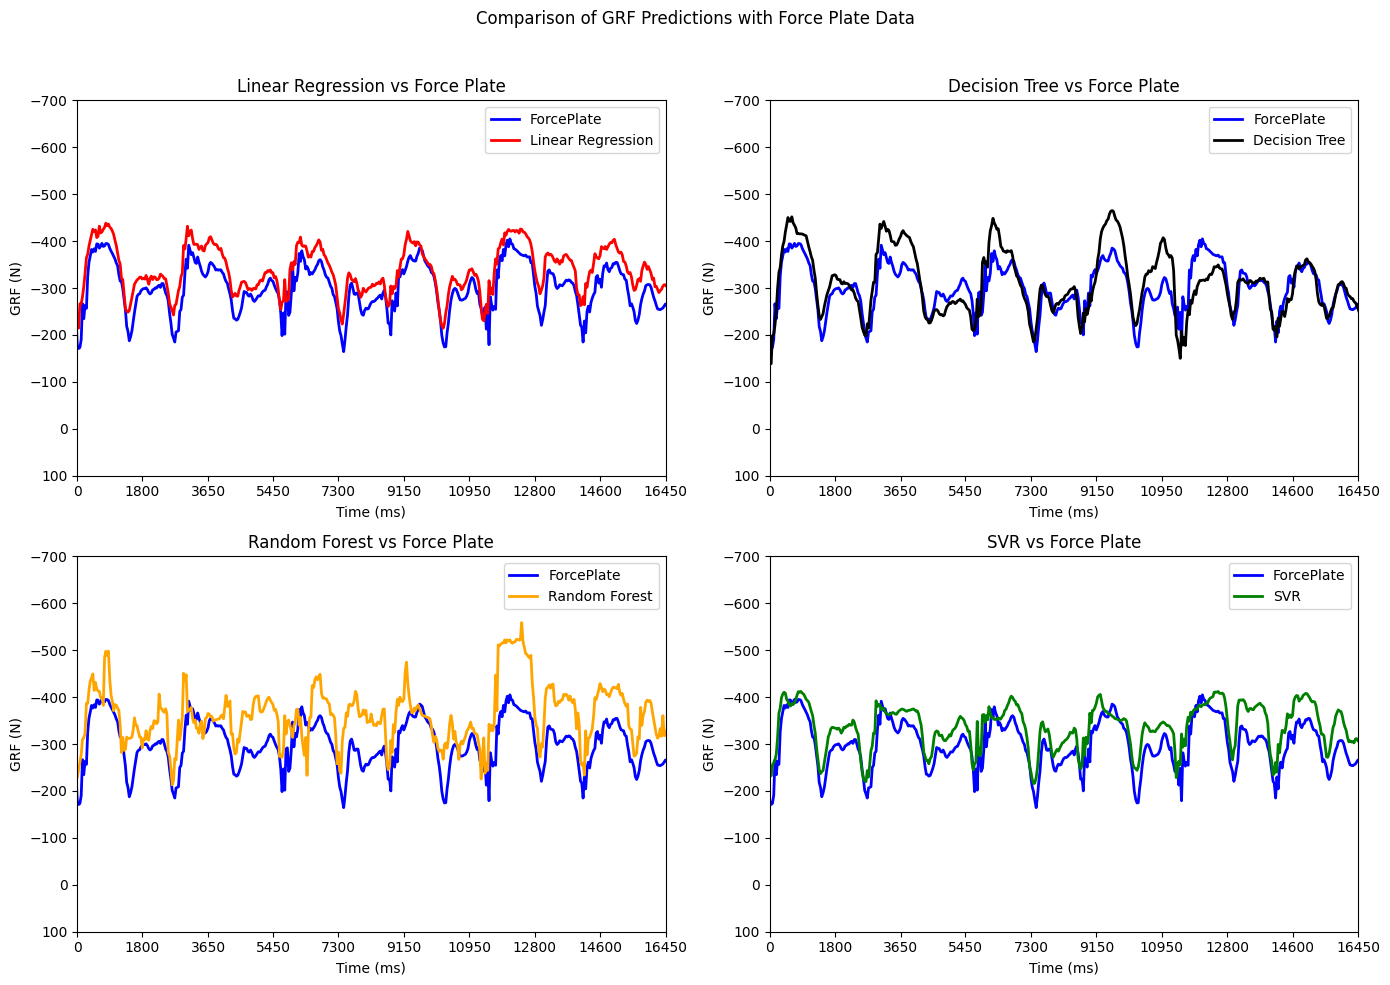 Comparison of GRF Predictions with Force Plate Data
Linear Regression vs Force Plate
−700
−600
−500
−400
−300
−200
−100
0
100
GRF (N)
ForcePlate
Linear Regression
0 1800 3650 5450 7300 9150 10950 12800 14600 16450
Time (ms)
Decision Tree vs Force Plate
−700
−600
−500
−400
−300
−200
−100
0
100
GRF (N)
ForcePlate
Decision Tree
0 1800 3650 5450 7300 9150 10950 12800 14600 16450
Time (ms)
Random Forest vs Force Plate
−700
−600
−500
−400
−300
−200
−100
0
100
GRF (N)
ForcePlate
Random Forest
0 1800 3650 5450 7300 9150 10950 12800 14600 16450
Time (ms)
SVR vs Force Plate
−700
−600
−500
−400
−300
−200
−100
0
100
GRF (N)
ForcePlate
SVR
0 1800 3650 5450 7300 9150 10950 12800 14600 16450
Time (ms)